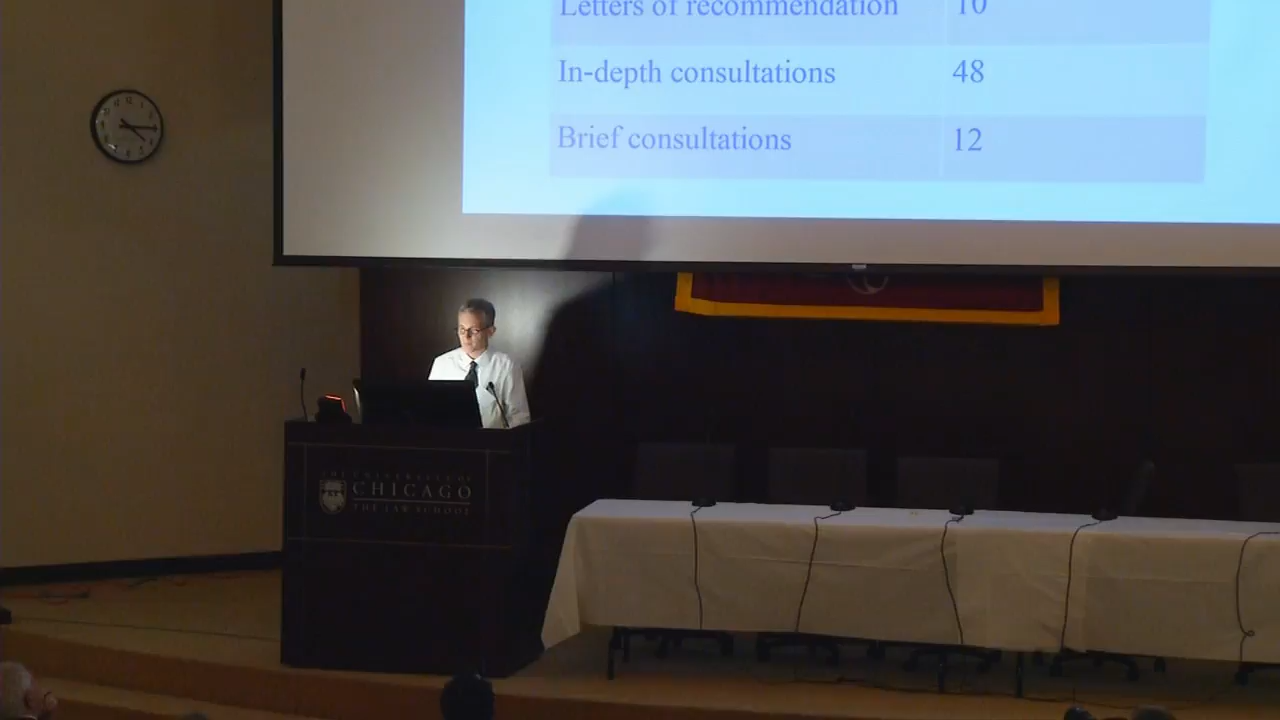 Letters of recommendation 10
In-depth consultations 48
Brief consultations 12
THE UNIVERSITY OF
CHICAGO
THE LAW SCHOOL